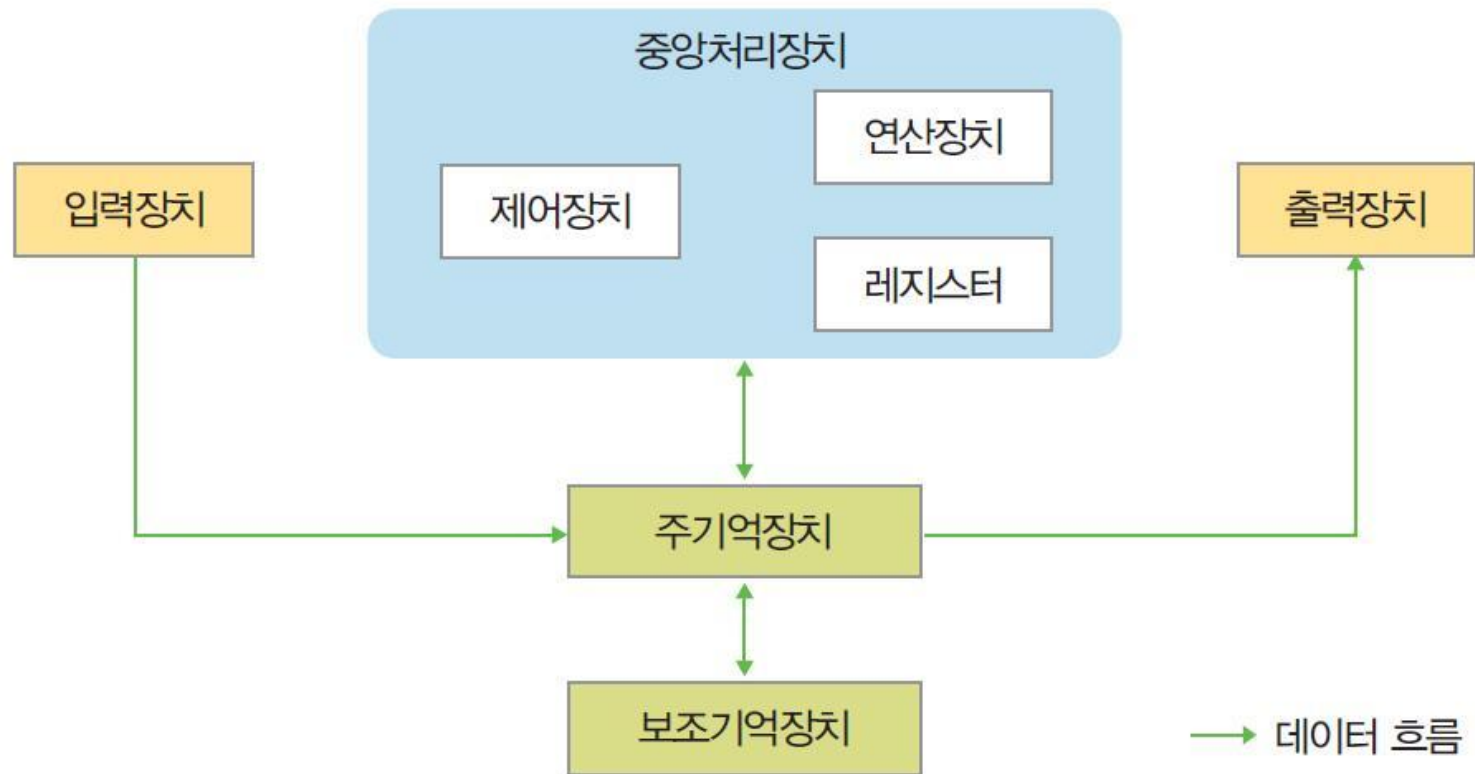 중앙처리장치
연산장치
입력장치
제어장치
출력장치
레지스터
주기억장치
보조기억장치
데이터 흐름